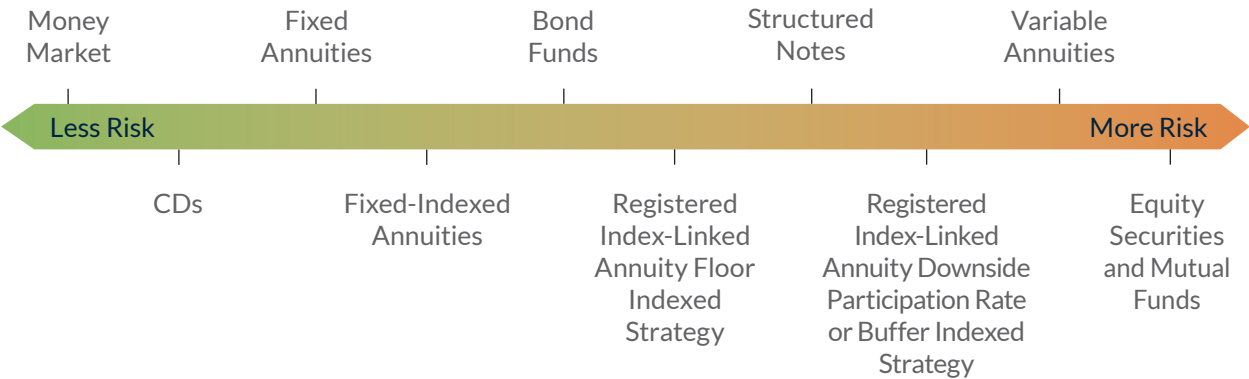 Money
Market
Fixed
Annuities
Bond
Funds
Structured
Notes
Variable
Annuities
Less Risk
More Risk
CDs
Fixed-Indexed
Annuities
Registered
Index-Linked
Annuity Floor
Indexed
Strategy
Registered
Index-Linked
Annuity Downside
Participation Rate
or Buffer Indexed
Strategy
Equity
Securities
and Mutual
Funds